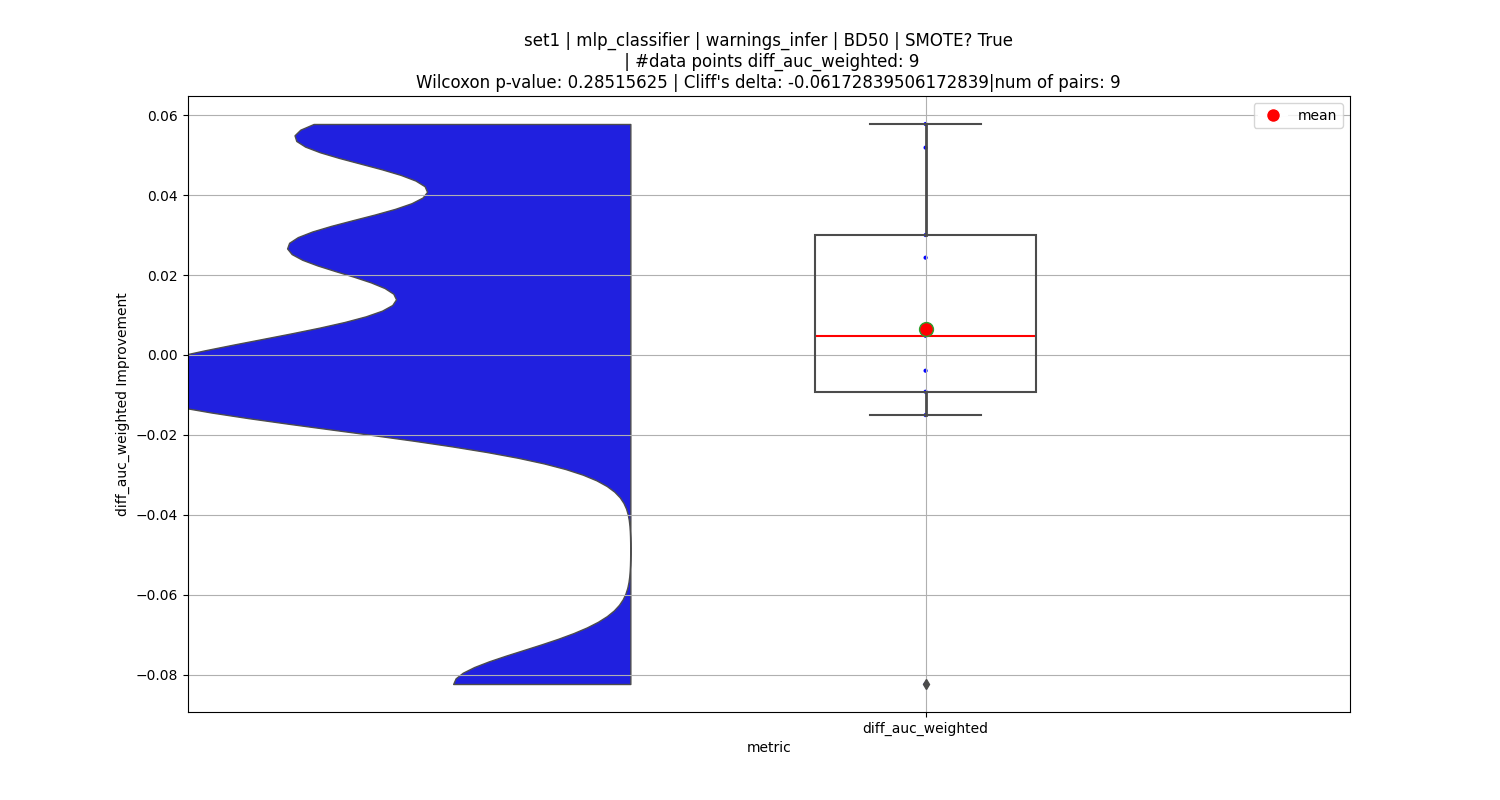 set1 | mlp_classifier | warnings_infer | BD50 | SMOTE? True
| #data points diff_auc_weighted: 9
Wilcoxon p-value: 0.28515625 | Cliff's delta: -0.06172839506172839|num of pairs: 9
mean
0.06
0.04
0.02
0.00
−0.02
−0.04
−0.06
−0.08
diff_auc_weighted Improvement
diff_auc_weighted
metric